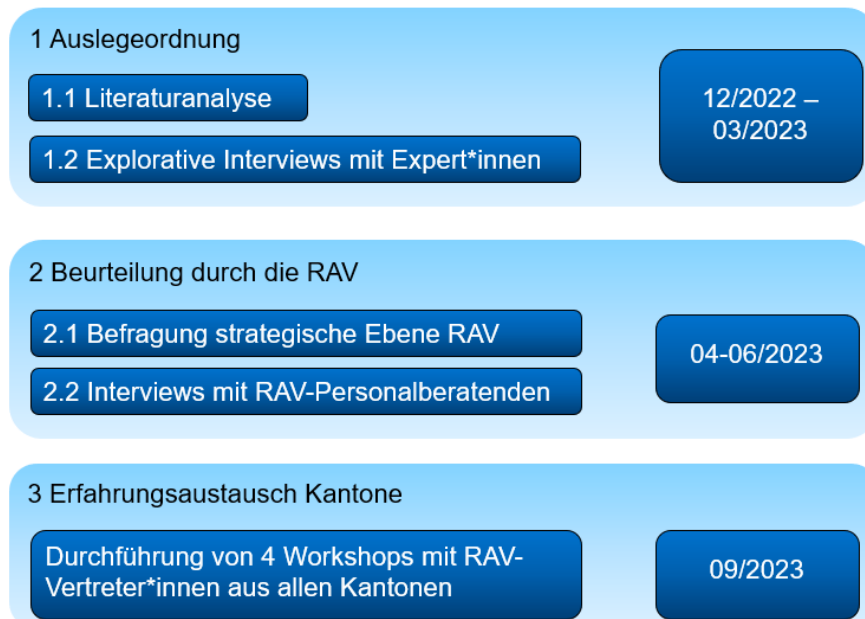 1 Auslegeordnung
1.1 Literaturanalyse
1.2 Explorative Interviews mit Expert*innen
12/2022 –
03/2023
2 Beurteilung durch die RAV
2.1 Befragung strategische Ebene RAV
2.2 Interviews mit RAV-Personalberatenden
04-06/2023
3 Erfahrungsaustausch Kantone
Durchführung von 4 Workshops mit RAV-
Vertreter*innen aus allen Kantonen
09/2023